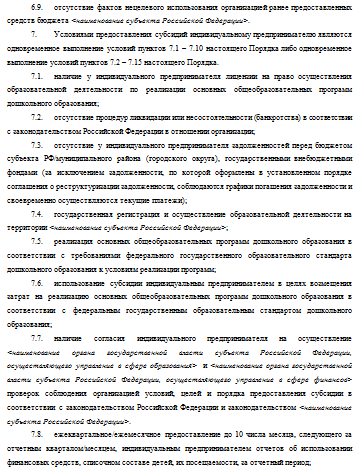 6.9. отсутствие фактов нецелевого использования организацией ранее предоставленных
средств бюджета <наименование субъекта Российской Федерации>.
7. Условиями предоставления субсидий индивидуальному предпринимателю являются
одновременное выполнение условий пунктов 7.1 – 7.10 настоящего Порядка либо одновременное
выполнение условий пунктов 7.2 – 7.15 настоящего Порядка.
7.1. наличие у индивидуального предпринимателя лицензии на право осуществления
образовательной деятельности по реализации основных общеобразовательных программ
дошкольного образования;
7.2. отсутствие процедур ликвидации или несостоятельности (банкротства) в соответствии
с законодательством Российской Федерации в отношении организации;
7.3. отсутствие у индивидуального предпринимателя задолженностей перед бюджетом
субъекта РФ/муниципального района (городского округа), государственными внебюджетными
фондами (за исключением задолженности, по которой оформлены в установленном порядке
соглашения о реструктуризации задолженности, соблюдаются графики погашения задолженности и
своевременно осуществляются текущие платежи);
7.4. государственная регистрация и осуществление образовательной деятельности на
территории <наименование субъекта Российской Федерации>;
7.5. реализация основных общеобразовательных программ дошкольного образования в
соответствии с требованиями федерального государственного образовательного стандарта
дошкольного образования к условиям реализации программ;
7.6. использование субсидии индивидуальным предпринимателем в целях возмещения
затрат на реализацию основных общеобразовательных программ дошкольного образования в
соответствии с федеральным государственным образовательным стандартом дошкольного
образования;
7.7. наличие согласия индивидуального предпринимателя на осуществление
<наименование органа государственной власти субъекта Российской Федерации,
осуществляющего управление в сфере образования> и <наименование органа государственной
власти субъекта Российской Федерации, осуществляющего управление в сфере финансов>
проверок соблюдения организацией условий, целей и порядка предоставления субсидии в
соответствии с законодательством Российской Федерации и законодательством <наименование
субъекта Российской Федерации>.
7.8. ежеквартальное/ежемесячное предоставление до 10 числа месяца, следующего за
отчетным кварталом/месяцем, индивидуальным предпринимателем отчетов об использовании
финансовых средств, списочном составе детей, их посещаемости, за отчетный период;